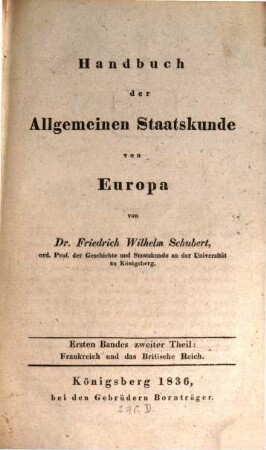 Handbuch
der
Allgemeinen Staatskunde
von
Europa
von
Dr. Friedrich Wilhelm Schubert,
ord. Prof. der Geschichte und Staatskunde an der Universität
zu Königsberg.
Ersten Bandes zweiter Theil:
Frankreich und das Britische Reich.
Königsberg 1836,
bei den Gebrüdern Bornträger.